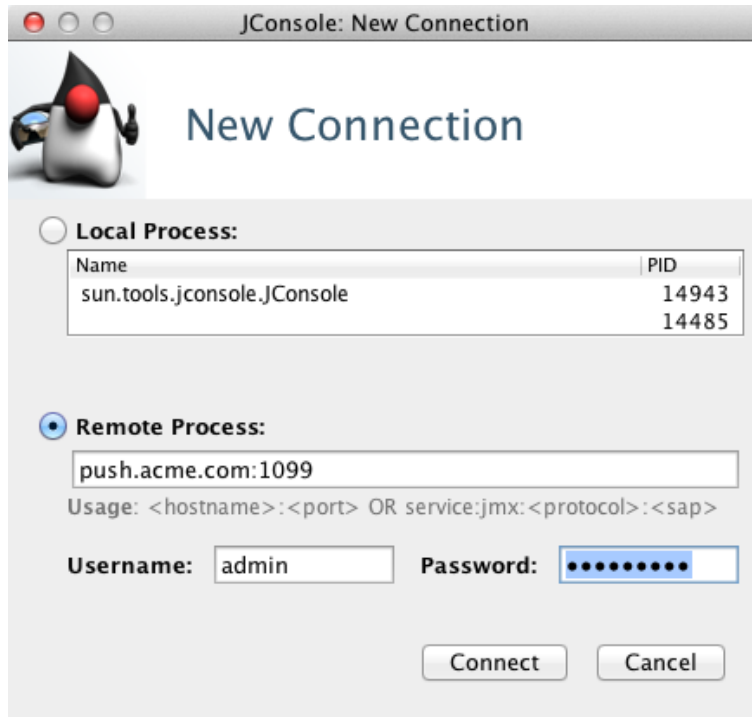 JConsole: New Connection
New Connection
Local Process:
Name PID
sun.tools.jconsole.JConsole 14943
14485
Remote Process:
push.acme.com:1099
Usage: <hostname>:<port> OR service:jmx:<protocol>:<sap>
Username: admin Password: •••••••••
Connect Cancel